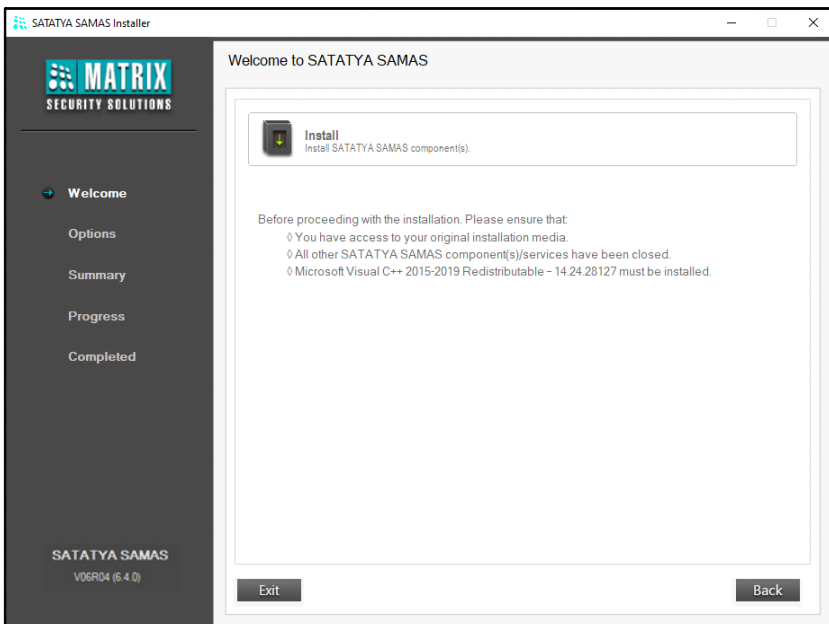 SATATYA SAMAS Installer
MATRIX
SECURITY SOLUTIONS
Welcome
Options
Summary
Progress
Completed
SATATYA SAMAS
V06R04 (6.4.0)
Welcome to SATATYA SAMAS
Install
Install SATATYA SAMAS component(s).
Before proceeding with the installation. Please ensure that:
◊ You have access to your original installation media.
◊ All other SATATYA SAMAS component(s)/services have been closed.
◊ Microsoft Visual C++ 2015-2019 Redistributable – 14.24.28127 must be installed.
Exit
Back